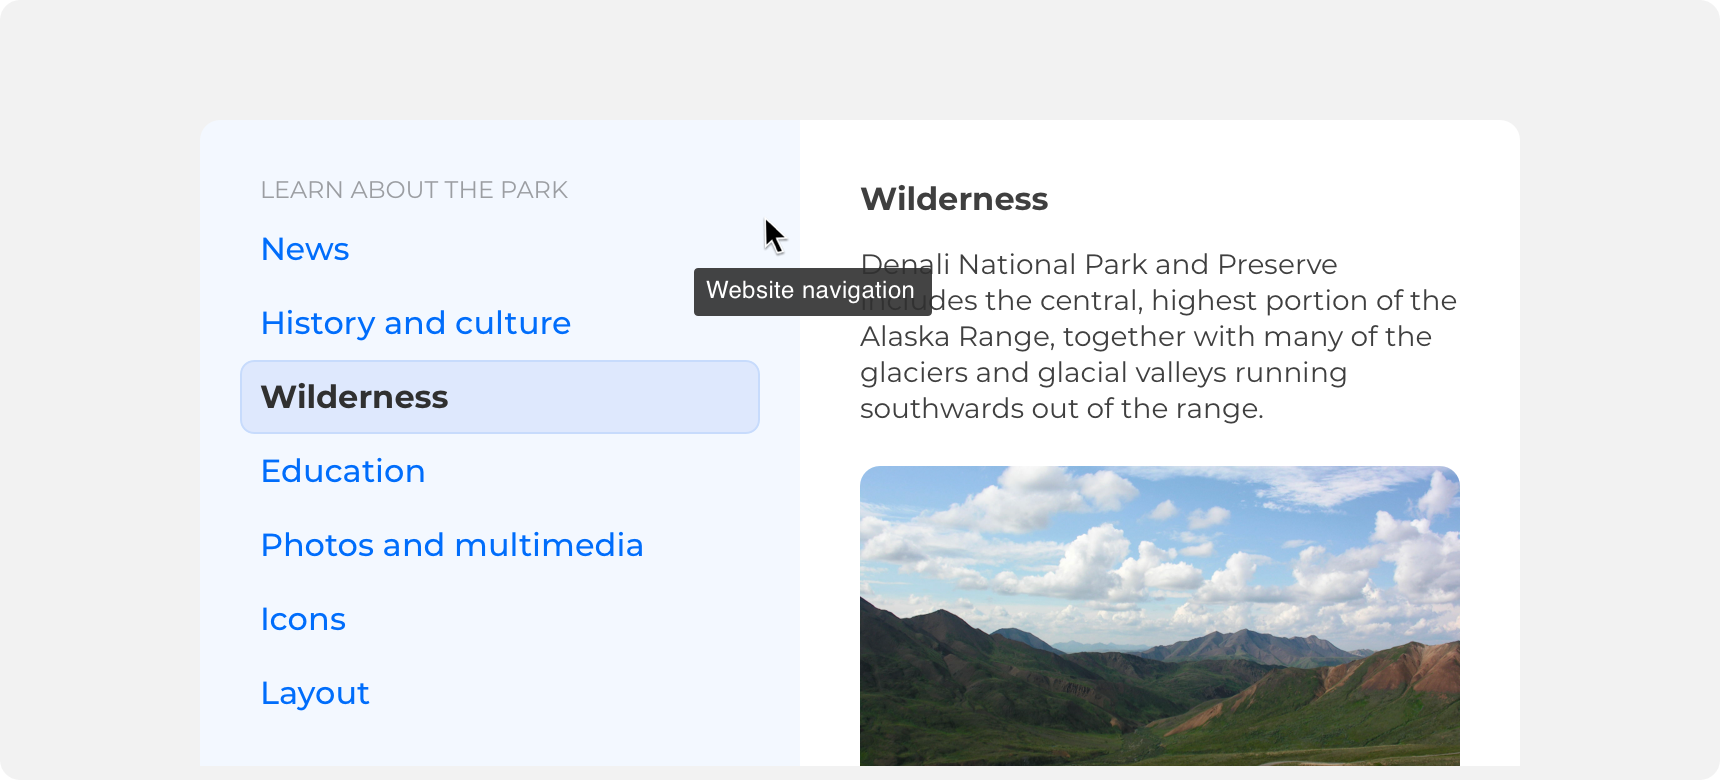 LEARN ABOUT THE PARK
News
History and culture
Wilderness
Education
Photos and multimedia
Icons
Layout
Website navigation
Wilderness
Denali National Park and Preserve
includes the central, highest portion of the
Alaska Range, together with many of the
glaciers and glacial valleys running
southwards out of the range.